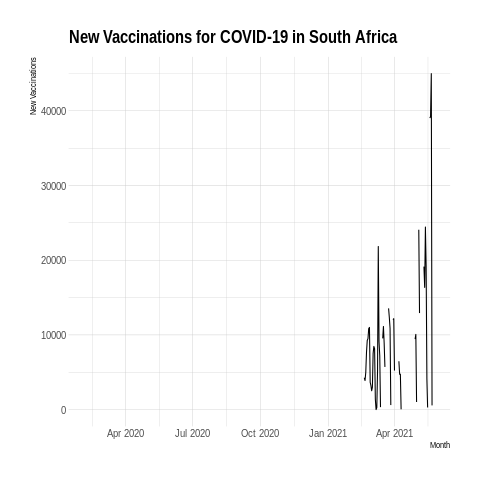 New Vaccinations for COVID-19 in South Africa
New Vaccinations
40000
30000
20000
10000
0
Apr 2020 Jul 2020 Oct 2020 Jan 2021 Apr 2021
Month